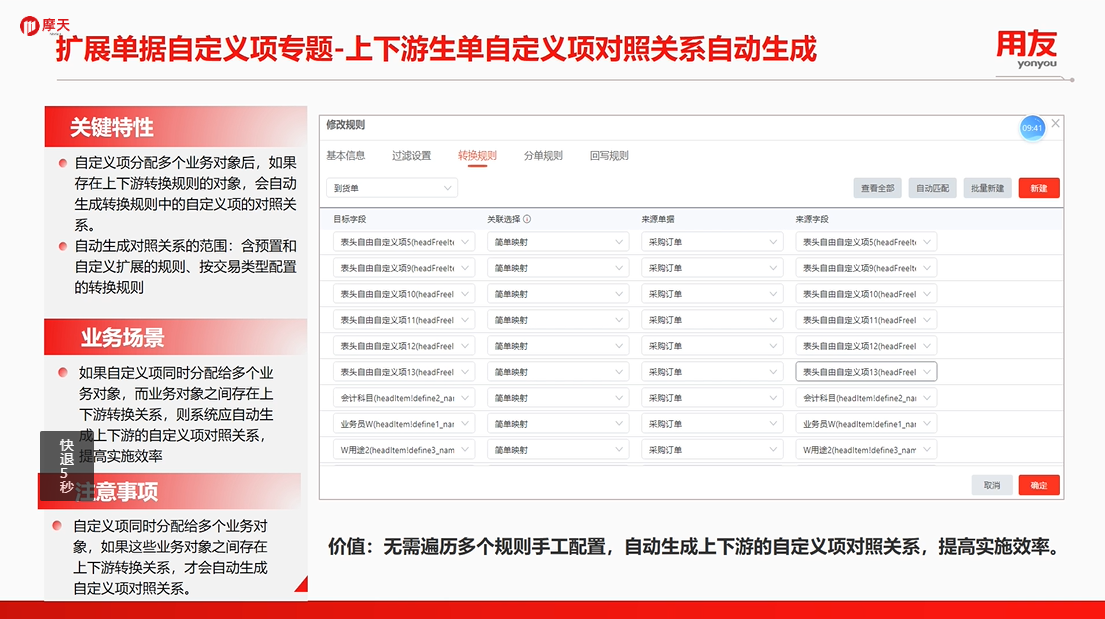 摩天
扩展单据自定义项专题-上下游生单自定义项对照关系自动生成
用友
yonyou
关键特性
自定义项分配多个业务对象后，如果
存在上下游转换规则的对象，会自动
生成转换规则中的自定义项的对照关
系。
自动生成对照关系的范围：含预置和
自定义扩展的规则、按交易类型配置
的转换规则
业务场景
如果自定义项同时分配给多个业
务对象，而业务对象之间存在上
下游转换关系，则系统应自动生
成上下游的自定义项对照关系，
提高实施效率
快退5秒
注意事项
自定义项同时分配给多个业务对
象，如果这些业务对象之间存在
上下游转换关系，才会自动生成
自定义项对照关系。
修改规则
09:41
基本信息 过滤设置 转换规则 分单规则 回写规则
到货单 查看全部 自动匹配 批量新建 新建
目标字段 关联选择 来源单据 来源字段
表头自由自定义项5(headFreeIte 简单映射 采购订单 表头自由自定义项5(headFreeIte
表头自由自定义项9(headFreeIte 简单映射 采购订单 表头自由自定义项9(headFreeIte
表头自由自定义项10(headFreeI 简单映射 采购订单 表头自由自定义项10(headFreeI
表头自由自定义项11(headFreeI 简单映射 采购订单 表头自由自定义项11(headFreeI
表头自由自定义项12(headFreeI 简单映射 采购订单 表头自由自定义项12(headFreeI
表头自由自定义项13(headFreeI 简单映射 采购订单 表头自由自定义项13(headFreeI
会计科目(headItem!define2_nar 简单映射 采购订单 会计科目(headItem!define2_nar
业务员W(headItem!define1_nar 简单映射 采购订单 业务员W(headItem!define1_nar
W用途2(headItem!define3_nam 简单映射 采购订单 W用途2(headItem!define3_nam
取消 确定
价值：无需遍历多个规则手工配置，自动生成上下游的自定义项对照关系，提高实施效率。